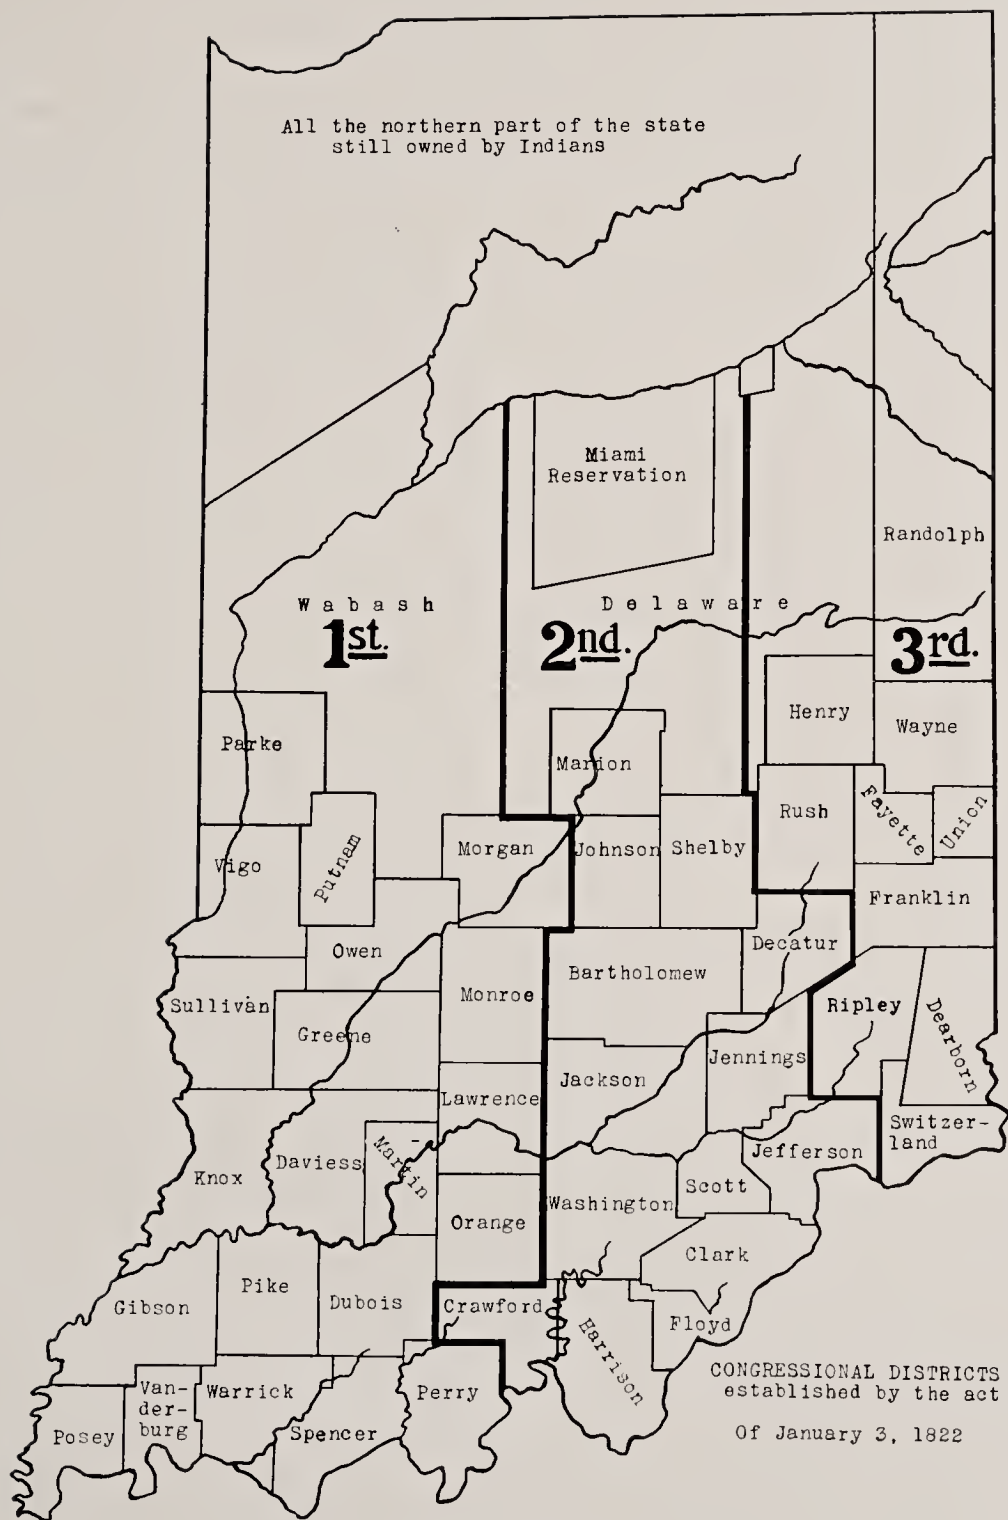 All the northern part of the state
still owned by Indians
Miami
Reservation
Randolph
Wabash
Delaware
1st.
2nd.
3rd.
Henry
Wayne
Parke
Marion
Rush
Fayette
Union
Vigo
Putnam
Morgan
Johnson
Shelby
Franklin
Owen
Decatur
Bartholomew
Sullivan
Monroe
Ripley
Dearborn
Greene
Jennings
Jackson
Lawrence
Switzer-
land
Martin
Jefferson
Knox
Daviess
Scott
Washington
Orange
Clark
Pike
Gibson
Dubois
Crawford
Floyd
Harrison
Van-
der-
burg
Warrick
Perry
Posey
Spencer
CONGRESSIONAL DISTRICTS
established by the act
Of January 3, 1822